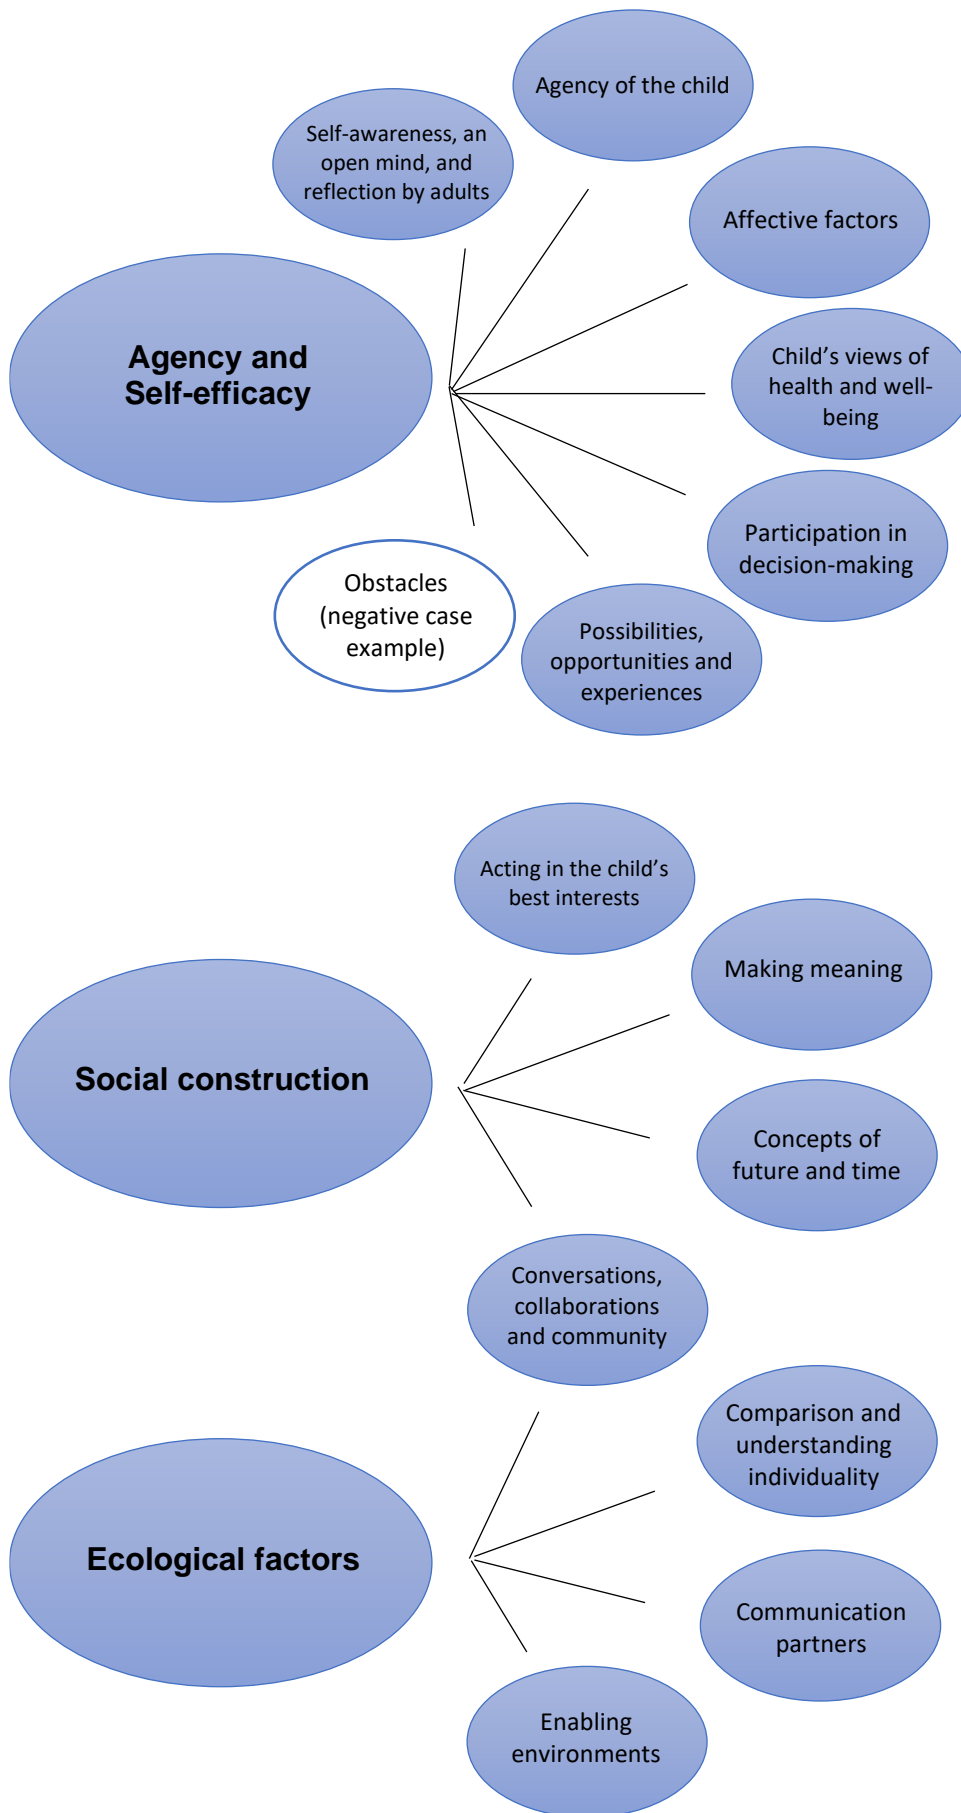 Agency of the child
Self-awareness, an
open mind, and
reflection by adults
Affective factors
Agency and
Self-efficacy
Child’s views of
health and well-
being
Participation in
decision-making
Obstacles
(negative case
example)
Possibilities,
opportunities and
experiences
Acting in the child’s
best interests
Making meaning
Social construction
Concepts of
future and time
Conversations,
collaborations
and community
Comparison and
understanding
individuality
Ecological factors
Communication
partners
Enabling
environments